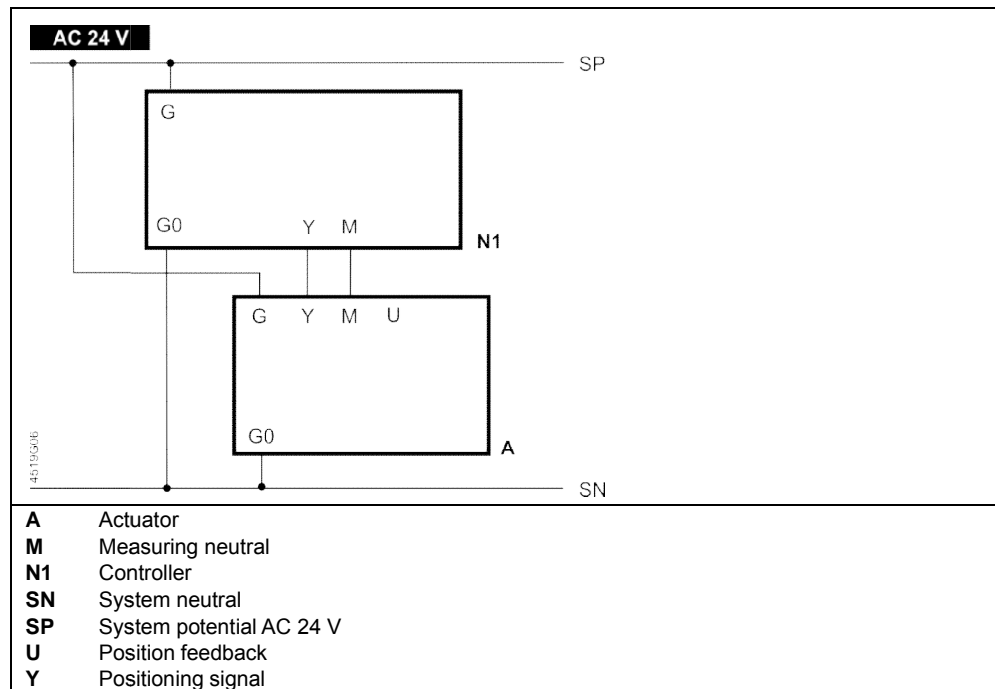 AC 24 V
SP
G
G0 Y M
N1
G Y M U
G0
A
4519G06
SN
A Actuator
M Measuring neutral
N1 Controller
SN System neutral
SP System potential AC 24 V
U Position feedback
Y Positioning signal